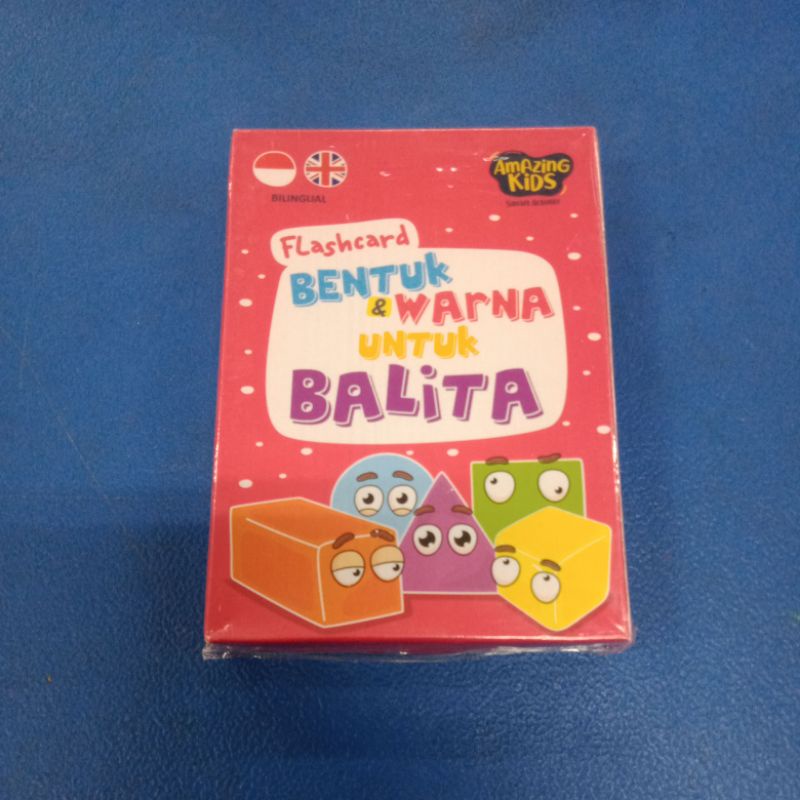 BILINGUAL
Amazing
KiDS
Flashcard
BENTUK
& WARNA
UNTUK
BALiTA